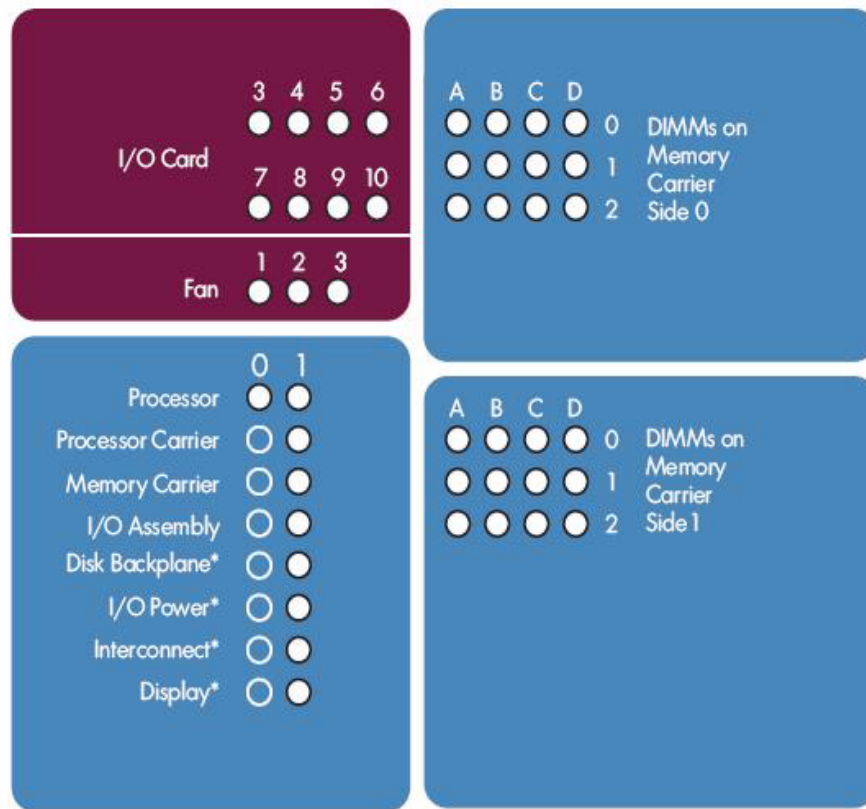 3 4 5 6
I/O Card
7 8 9 10
1 2 3
Fan
0 1
Processor
Processor Carrier
Memory Carrier
I/O Assembly
Disk Backplane*
I/O Power*
Interconnect*
Display*
A B C D
0 DIMMs on
1 Memory
Carrier
2 Side 0
A B C D
0 DIMMs on
1 Memory
Carrier
2 Side 1